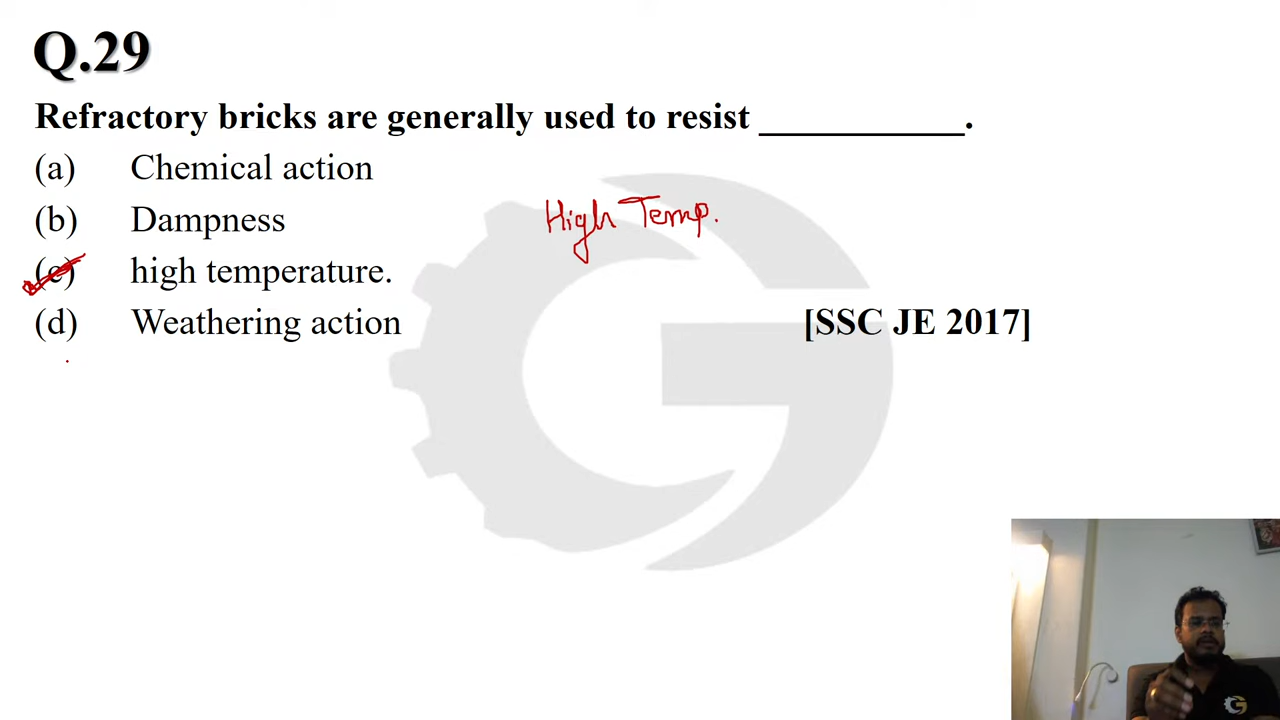 Q.29
Refractory bricks are generally used to resist ___________.
(a) Chemical action
(b) Dampness
High Temp.
(c) high temperature.
(d) Weathering action [SSC JE 2017]